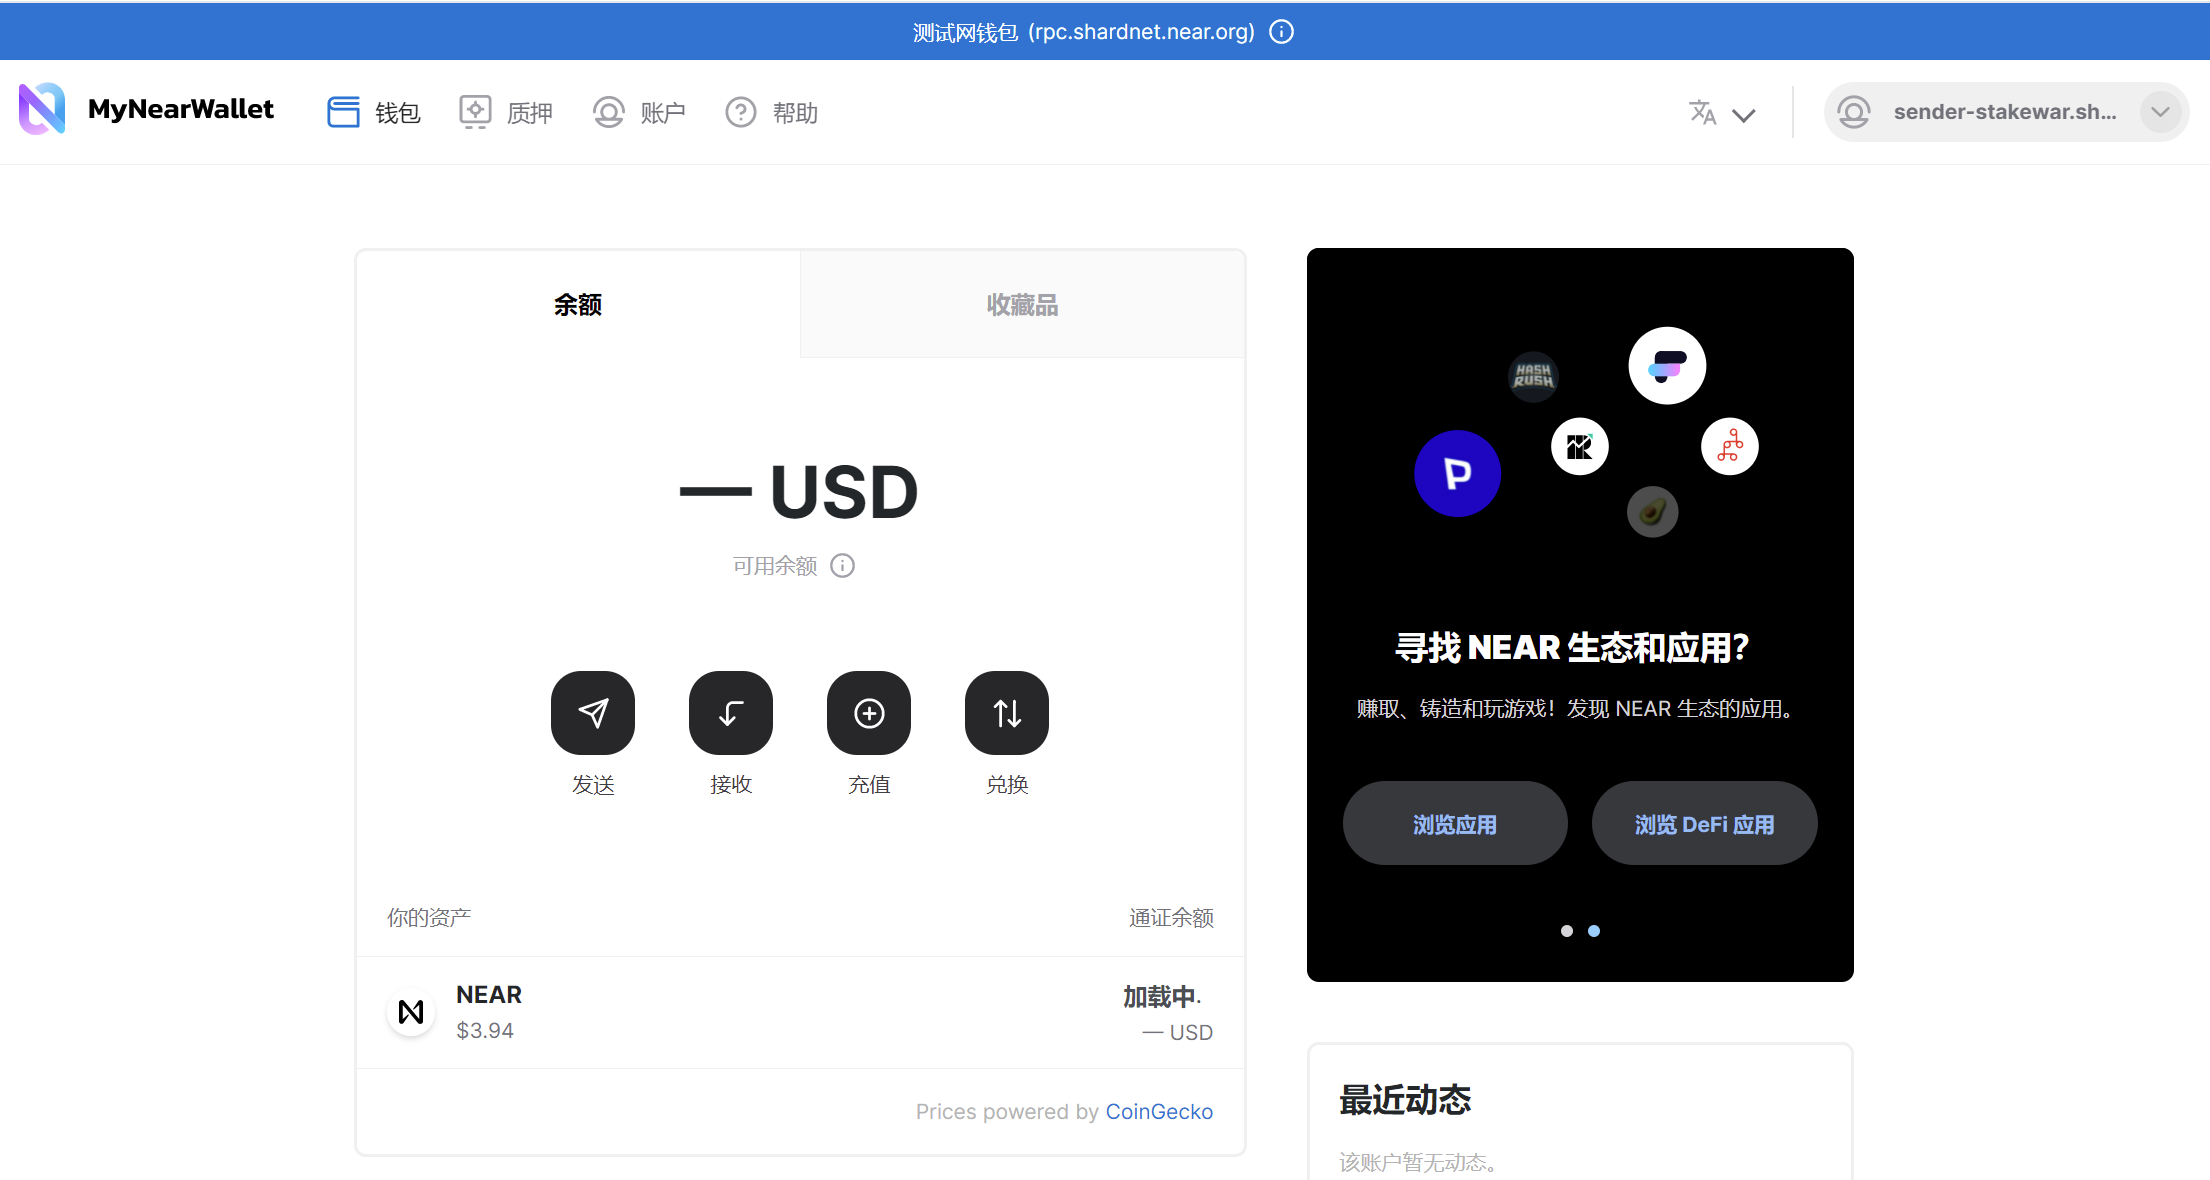 测试网钱包 (rpc.shardnet.near.org)
MyNearWallet
钱包
质押
账户
帮助
sender-stakewar.sh...
余额
收藏品
— USD
可用余额
发送
接收
充值
兑换
你的资产
通证余额
NEAR
$3.94
加载中.
— USD
Prices powered by CoinGecko
HASH
RUSH
P
寻找 NEAR 生态和应用？
赚取、铸造和玩游戏！发现 NEAR 生态的应用。
浏览应用
浏览 DeFi 应用
最近动态
该账户暂无动态。